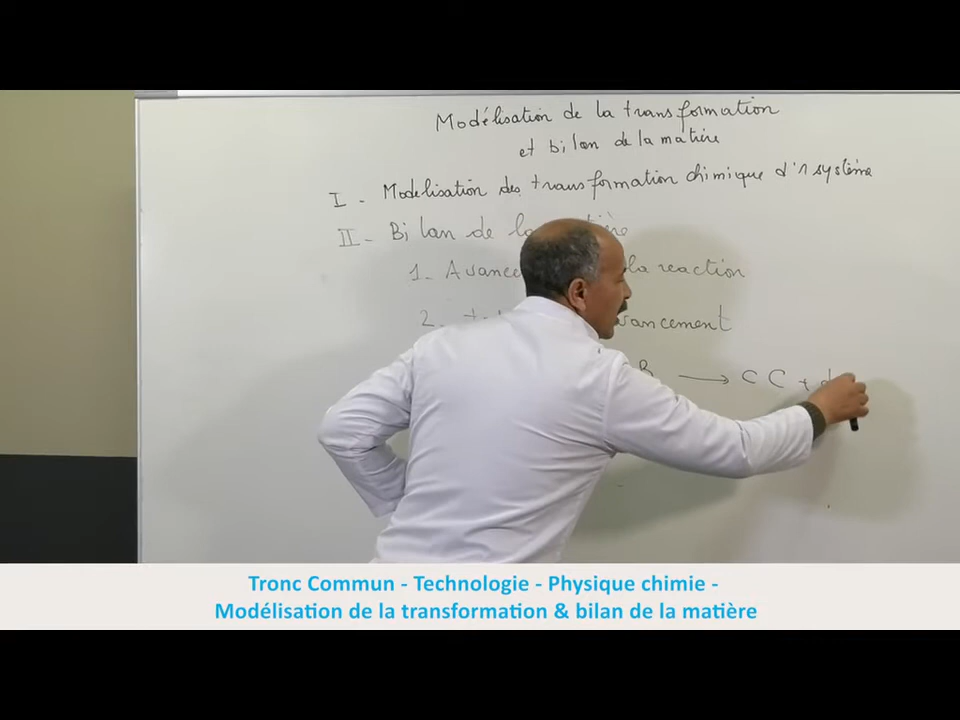 Modélisation de la transformation
et bilan de la matière
I - Modelisation des transformation chimique d'1 système
II - Bilan de la
1 - Avance la reaction
2. vancement
B → c C + d
Tronc Commun - Technologie - Physique chimie -
Modélisation de la transformation & bilan de la matière